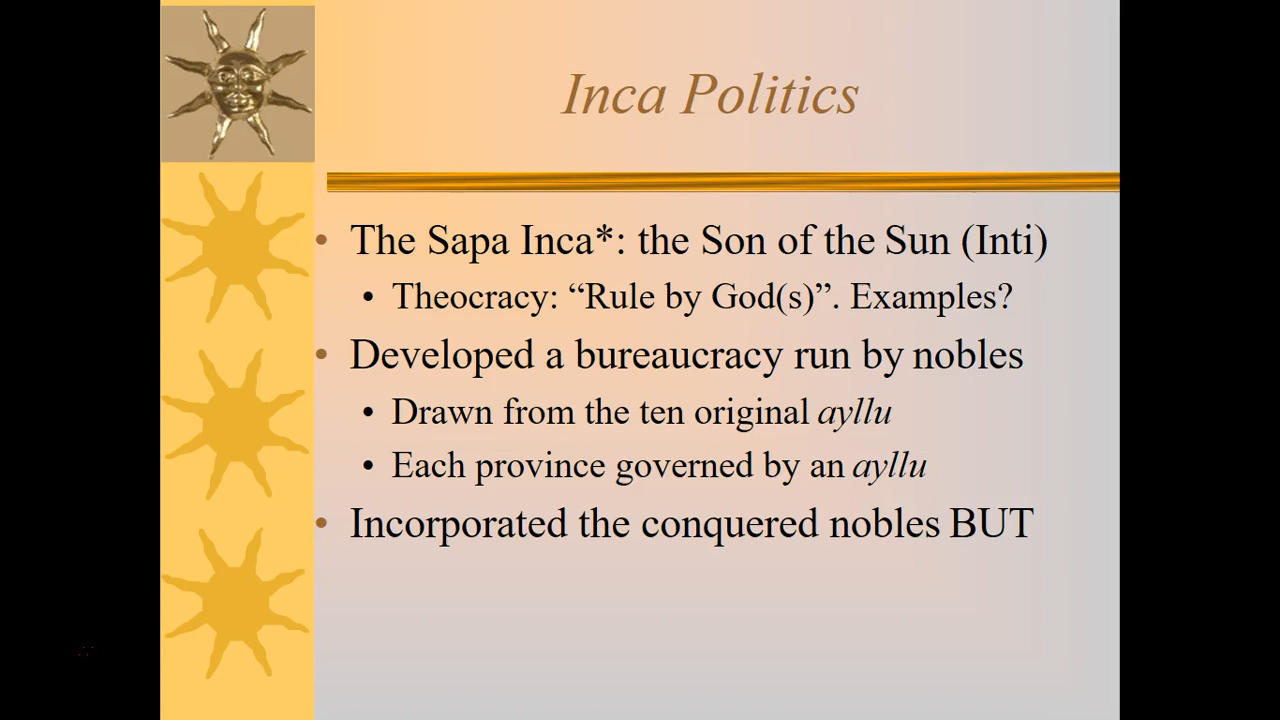 Inca Politics
• The Sapa Inca*: the Son of the Sun (Inti)
• Theocracy: “Rule by God(s)”. Examples?
• Developed a bureaucracy run by nobles
• Drawn from the ten original ayllu
• Each province governed by an ayllu
• Incorporated the conquered nobles BUT